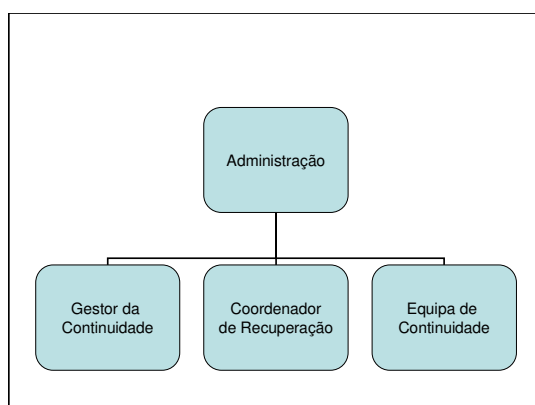 Administração
Gestor da
Continuidade
Coordenador
de Recuperação
Equipa de
Continuidade